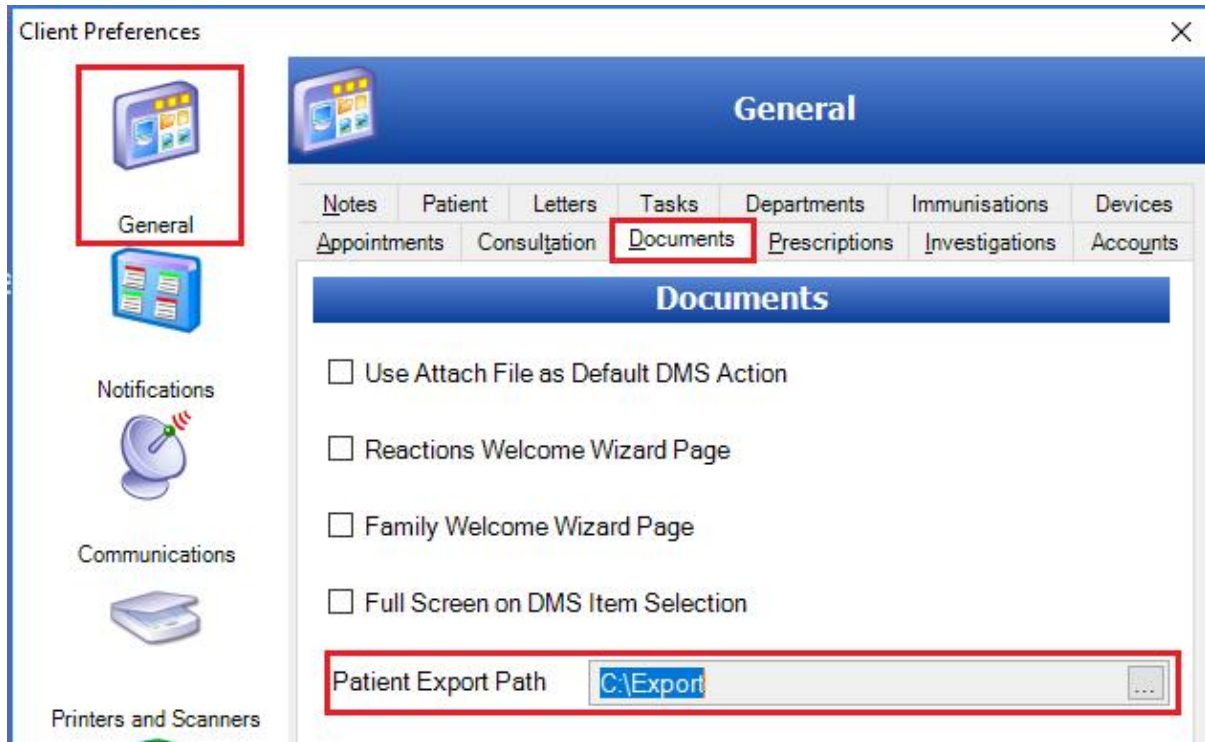 Client Preferences
General
General
Notes Patient Letters Tasks Departments Immunisations Devices
Appointments Consultation Documents Prescriptions Investigations Accounts
Documents
Use Attach File as Default DMS Action
Notifications
Reactions Welcome Wizard Page
Family Welcome Wizard Page
Communications
Full Screen on DMS Item Selection
Patient Export Path C:\Export ...
Printers and Scanners